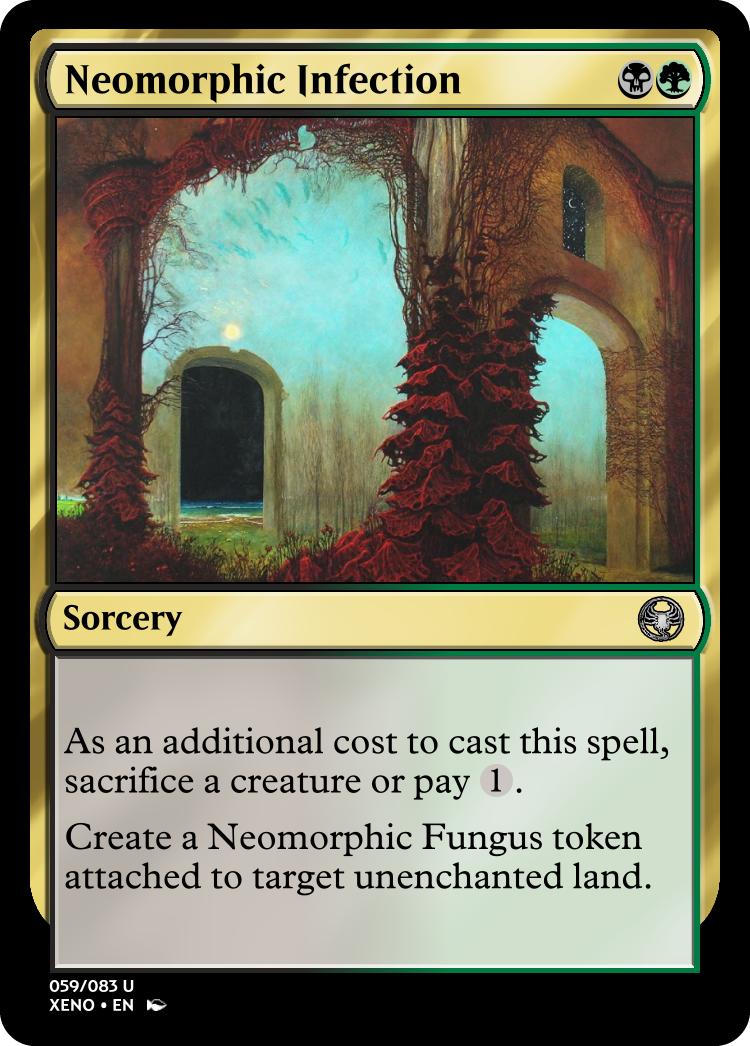 Neomorphic Infection
Sorcery
As an additional cost to cast this spell,
sacrifice a creature or pay 1.
Create a Neomorphic Fungus token
attached to target unenchanted land.
059/083 U
XENO • EN